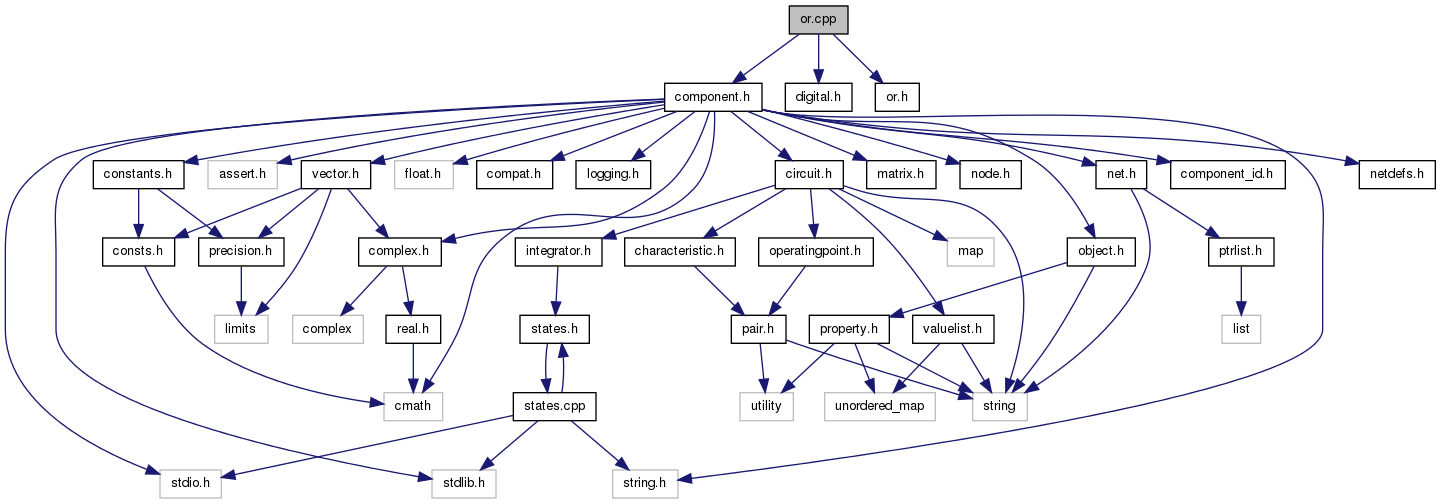 or.cpp
component.h
digital.h
or.h
constants.h
assert.h
vector.h
float.h
compat.h
logging.h
circuit.h
matrix.h
node.h
net.h
component_id.h
netdefs.h
consts.h
precision.h
complex.h
integrator.h
characteristic.h
operatingpoint.h
map
object.h
ptrlist.h
limits
complex
real.h
states.h
pair.h
property.h
valuelist.h
list
cmath
states.cpp
utility
unordered_map
string
stdio.h
stdlib.h
string.h